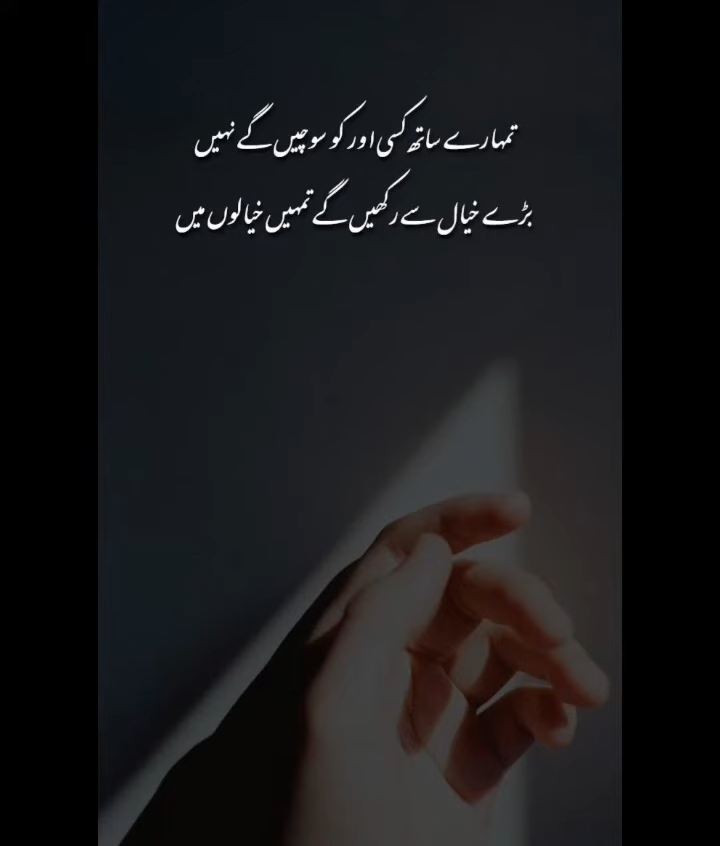 تمہارے ساتھ کسی اور کو سوچیں گے نہیں
بڑے خیال سے رکھیں گے تمہیں خیالوں میں